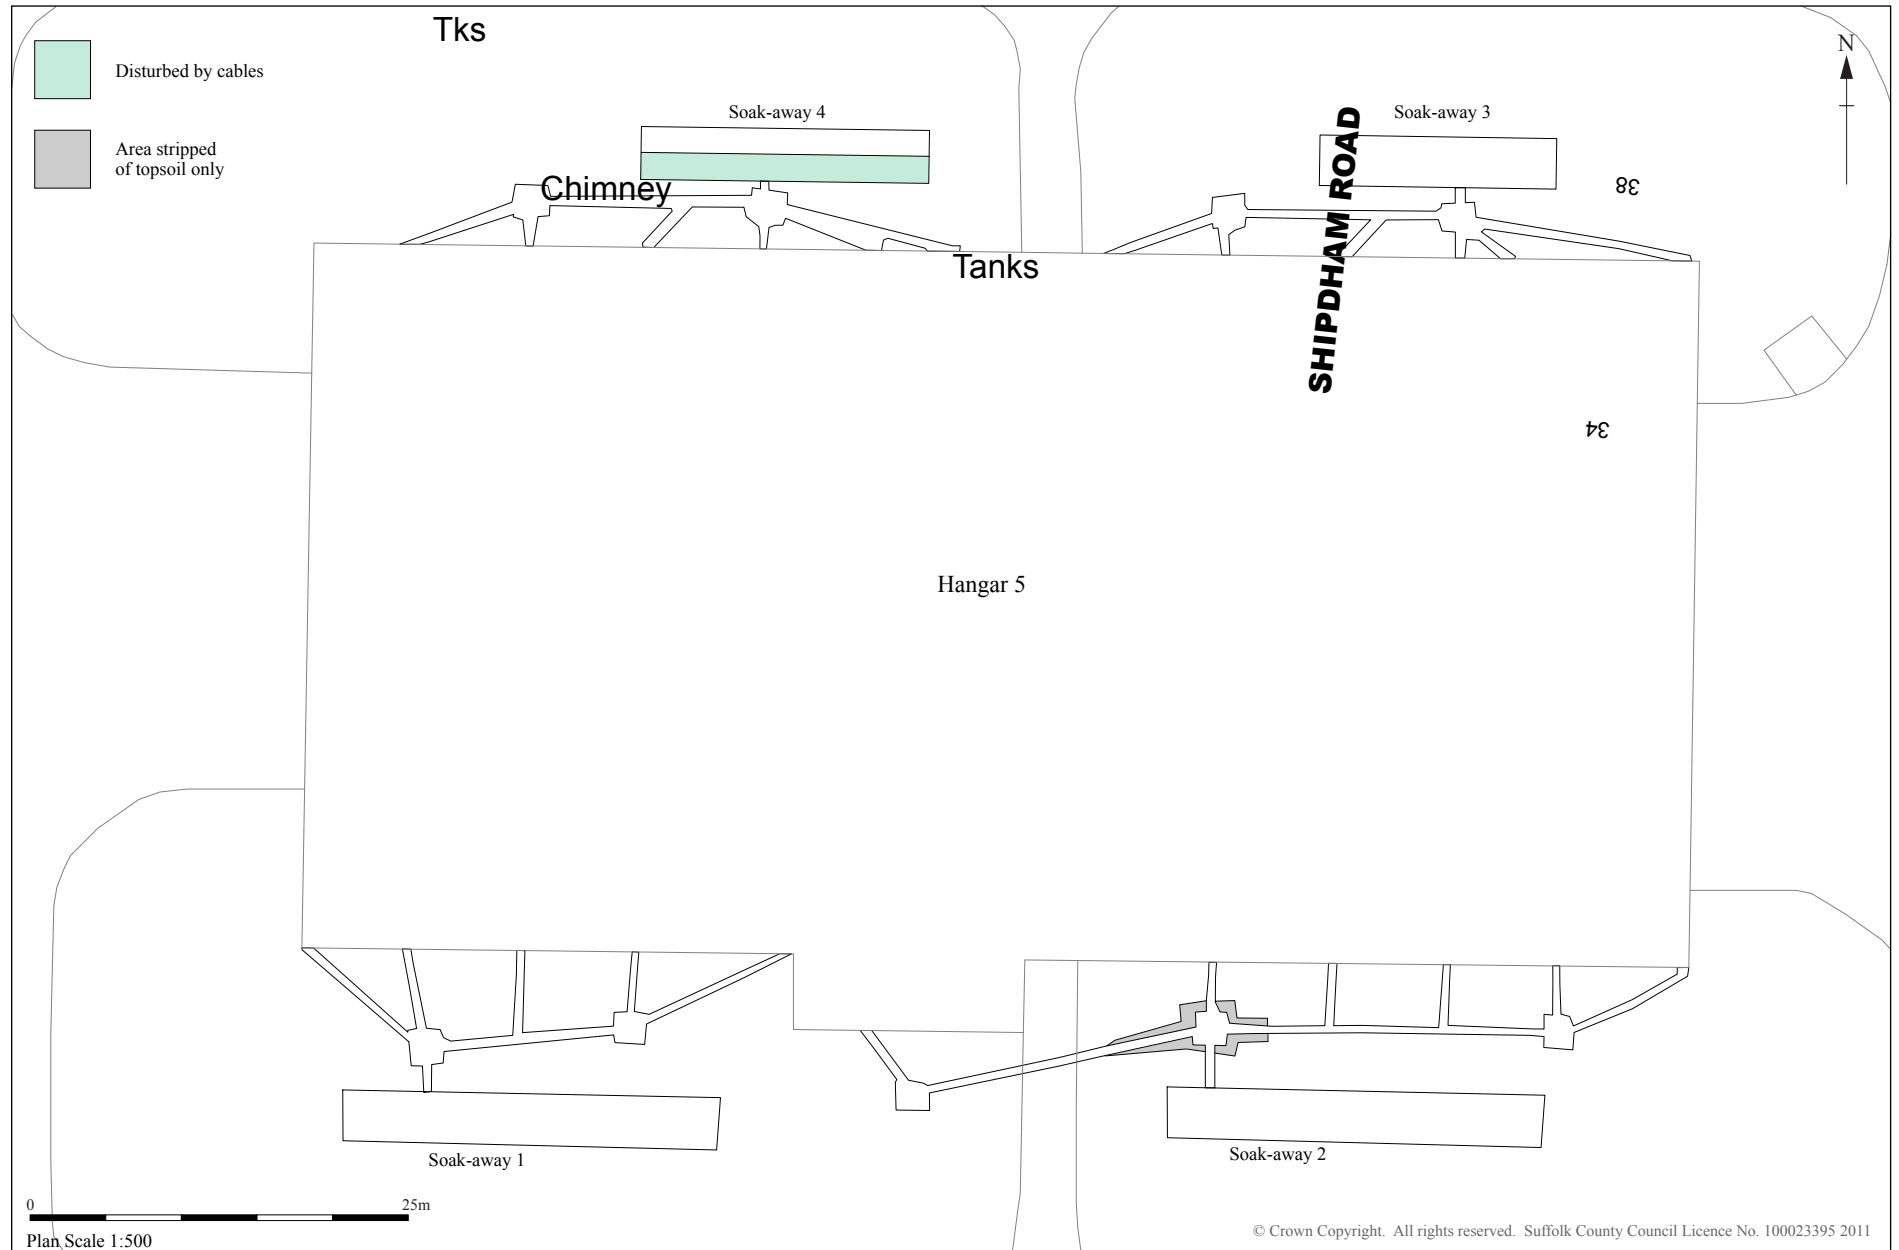 Tks
Disturbed by cables
Area stripped
of topsoil only
Soak-away 4
Soak-away 3
N
Chimney
SHIPDHAM ROAD
38
Tanks
34
Hangar 5
Soak-away 1
Soak-away 2
0 25m
Plan Scale 1:500
© Crown Copyright. All rights reserved. Suffolk County Council Licence No. 100023395 2011